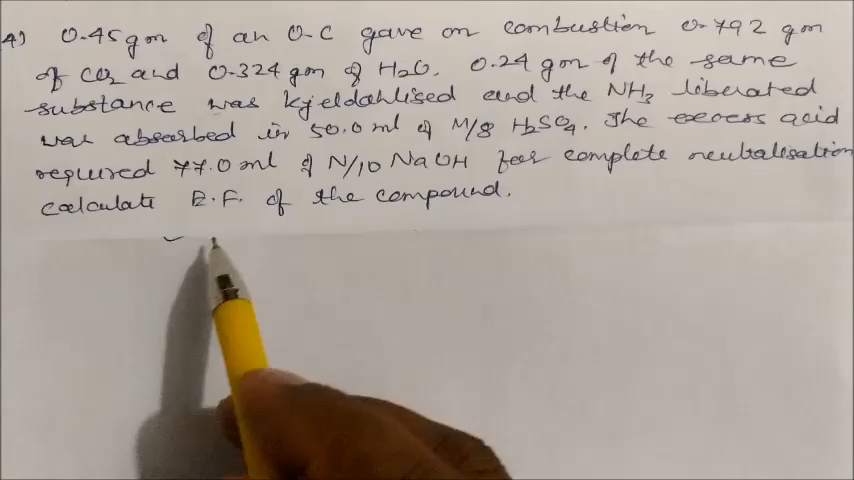 4) 0.45 gm of an O-C gave on combustion 0.792 gm
of CO2 and 0.324 gm of H2O. 0.24 gm of the same
substance was kjeldahlised and the NH3 liberated
was absorbed in 50.0 ml of M/8 H2SO4. The excess acid
required 77.0 ml of N/10 NaOH for complete neutralisation
calculate E.F. of the compound.